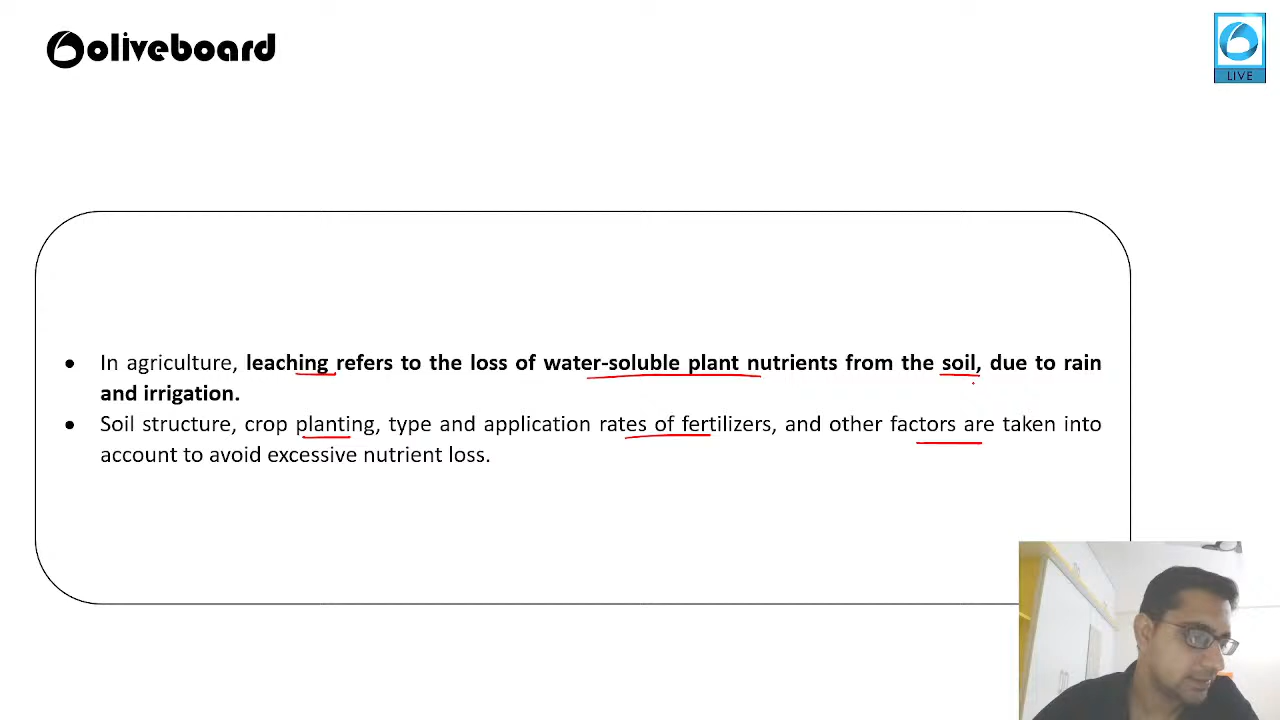 oliveboard
LIVE
● In agriculture, leaching refers to the loss of water-soluble plant nutrients from the soil, due to rain
and irrigation.
● Soil structure, crop planting, type and application rates of fertilizers, and other factors are taken into
account to avoid excessive nutrient loss.